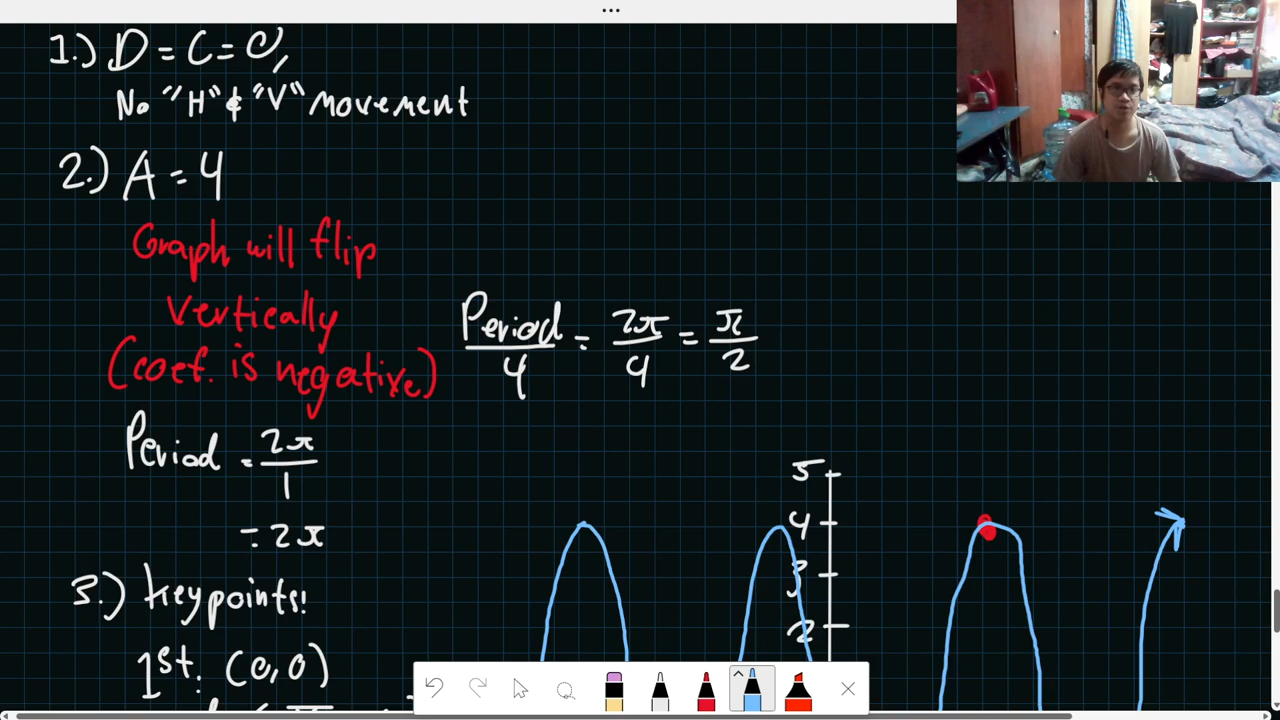 1.) D = C = 0,
No "H" & "V" movement
2.) A = 4
Graph will flip
vertically
(coef. is negative)
Period/4 = 2π/4 = π/2
Period = 2π/1
= 2π
3.) keypoints!
1st: (0,0)
5
4
3
2